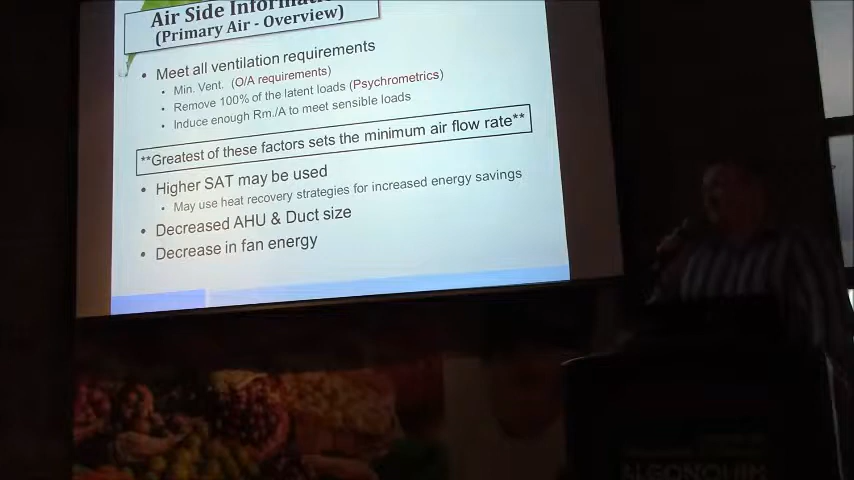 Air Side
(Primary Air - Overview)
• Meet all ventilation requirements
• Min. Vent. (O/A requirements)
• Remove 100% of the latent loads (Psychrometrics)
• Induce enough Rm./A to meet sensible loads
**Greatest of these factors sets the minimum air flow rate**
• Higher SAT may be used
• May use heat recovery strategies for increased energy savings
• Decreased AHU & Duct size
• Decrease in fan energy
ALGONQUIN